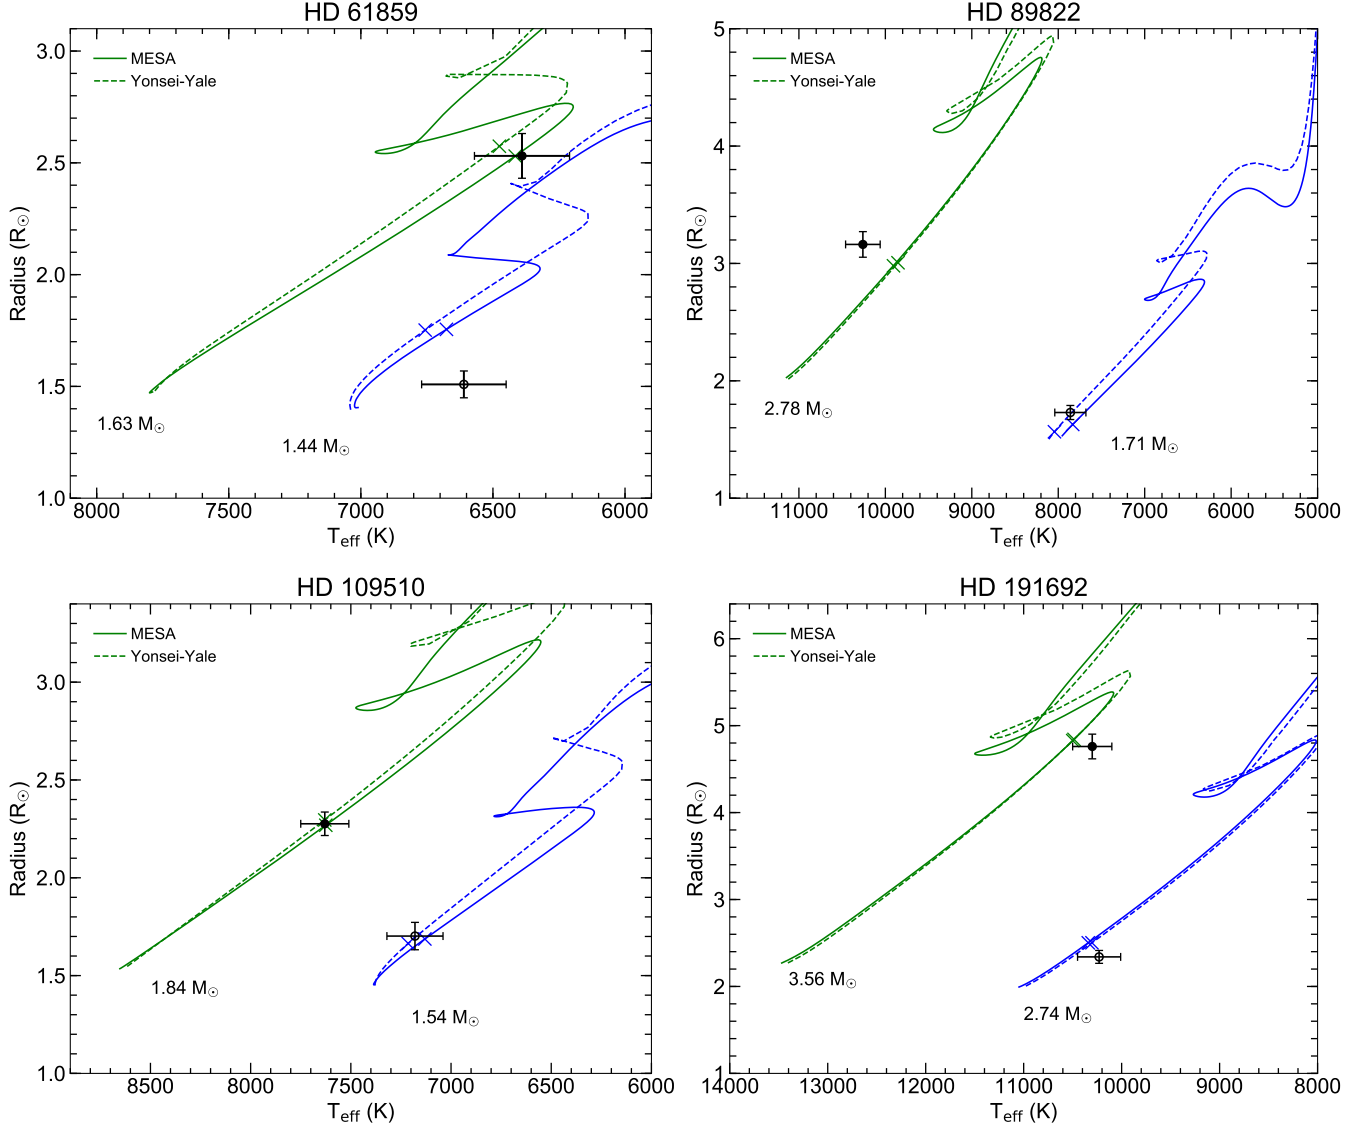 HD 61859
MESA
Yonsei-Yale
3.0
2.5
2.0
1.5
1.0
Radius (R☉)
1.63 M☉
1.44 M☉
8000 7500 7000 6500 6000
Teff (K)
HD 89822
MESA
Yonsei-Yale
5
4
3
2
1
Radius (R☉)
2.78 M☉
1.71 M☉
11000 10000 9000 8000 7000 6000 5000
Teff (K)
HD 109510
MESA
Yonsei-Yale
3.0
2.5
2.0
1.5
1.0
Radius (R☉)
1.84 M☉
1.54 M☉
8500 8000 7500 7000 6500 6000
Teff (K)
HD 191692
MESA
Yonsei-Yale
6
5
4
3
2
1
Radius (R☉)
3.56 M☉
2.74 M☉
14000 13000 12000 11000 10000 9000 8000
Teff (K)